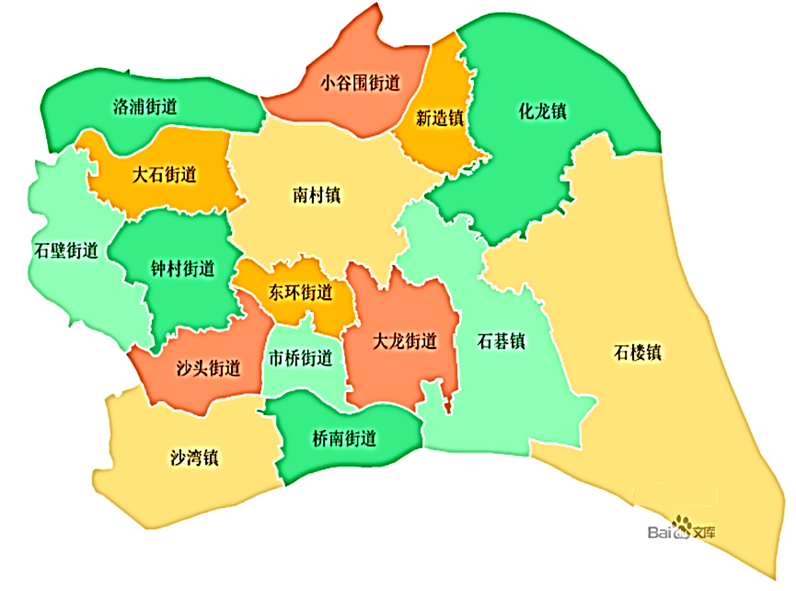 小谷围街道
洛浦街道
新造镇
化龙镇
大石街道
南村镇
石壁街道
钟村街道
东环街道
大龙街道
石碁镇
石楼镇
市桥街道
沙头街道
桥南街道
沙湾镇
Bai 文库